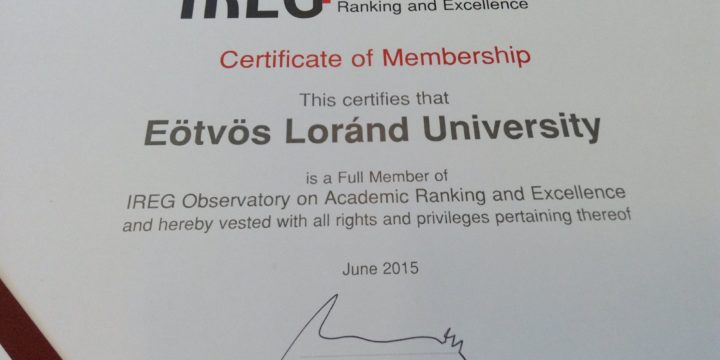 IREG Ranking and Excellence
Certificate of Membership
This certifies that
Eötvös Loránd University
is a Full Member of
IREG Observatory on Academic Ranking and Excellence
and hereby vested with all rights and privileges pertaining thereof
June 2015